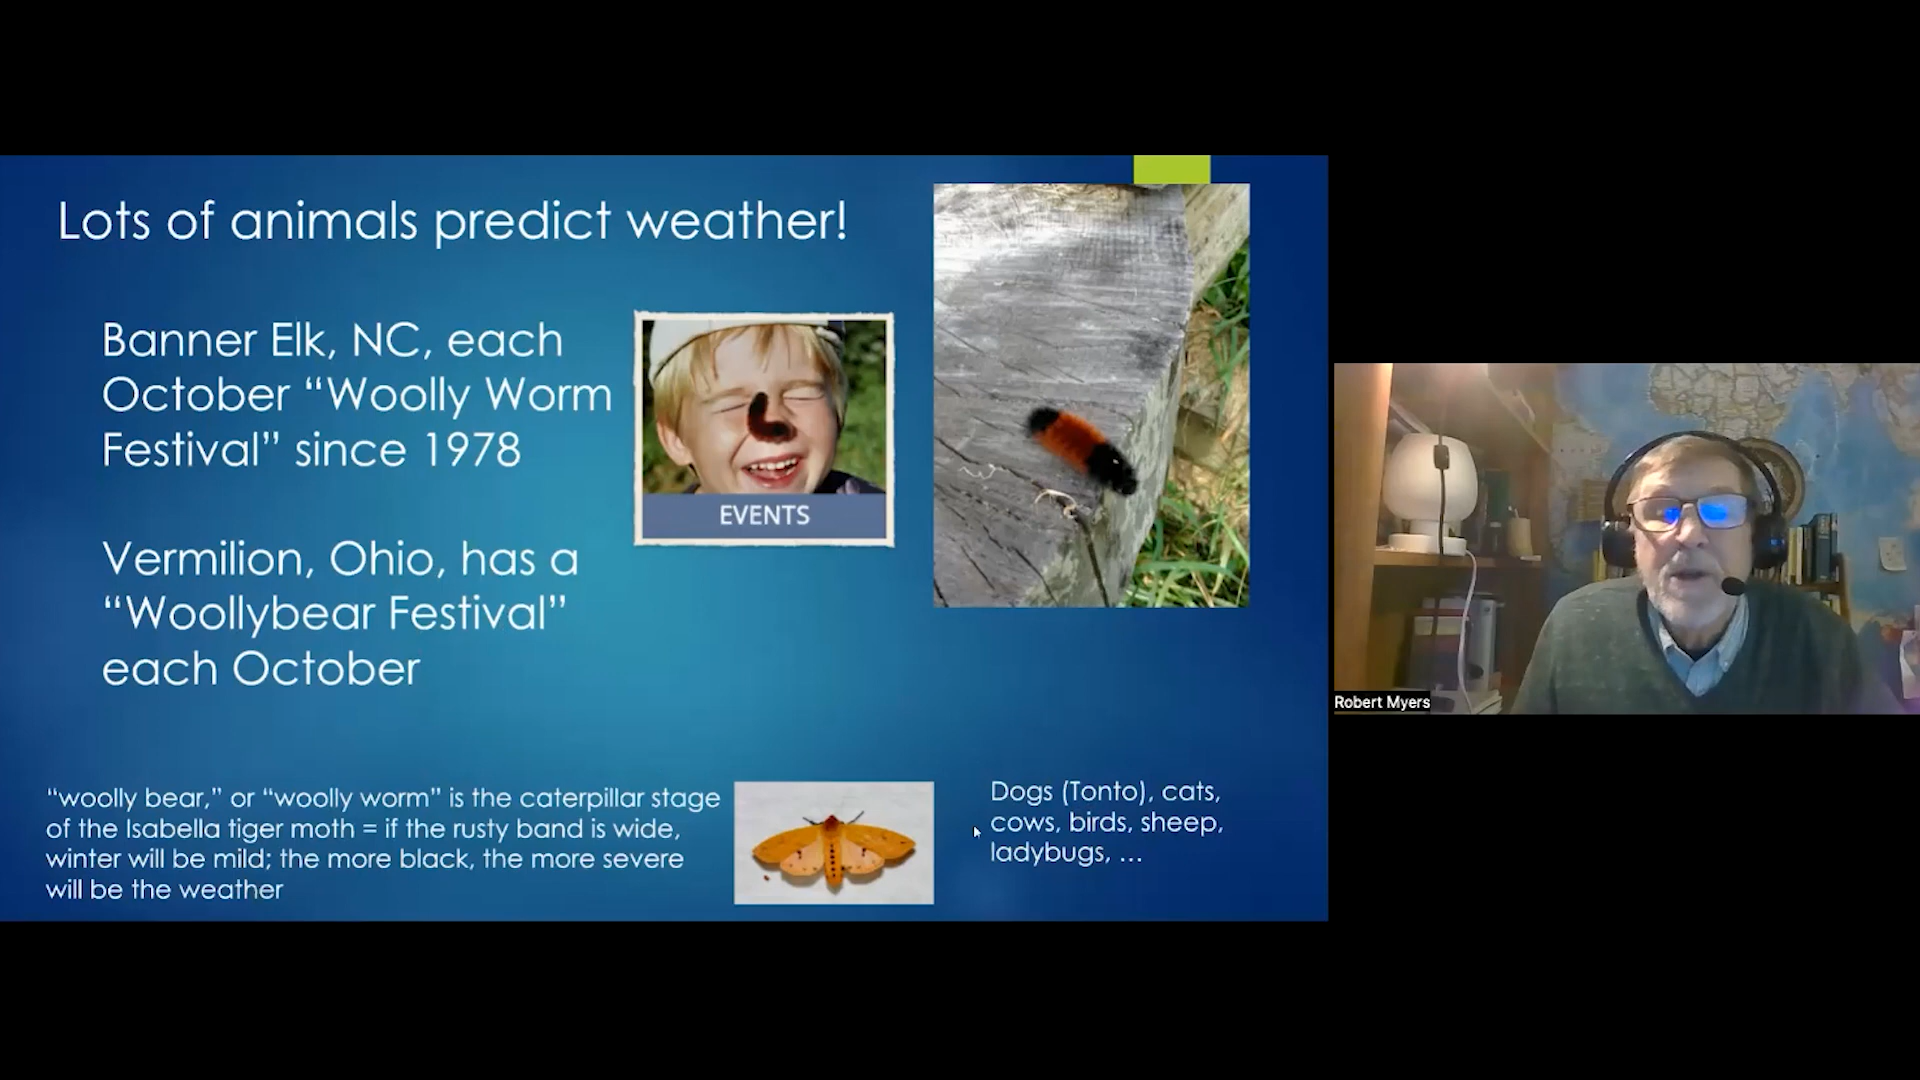 Lots of animals predict weather!
Banner Elk, NC, each
October “Woolly Worm
Festival” since 1978
EVENTS
Vermilion, Ohio, has a
“Woollybear Festival”
each October
“woolly bear,” or “woolly worm” is the caterpillar stage
of the Isabella tiger moth = if the rusty band is wide,
winter will be mild; the more black, the more severe
will be the weather
Dogs (Tonto), cats,
cows, birds, sheep,
ladybugs, ...
Robert Myers